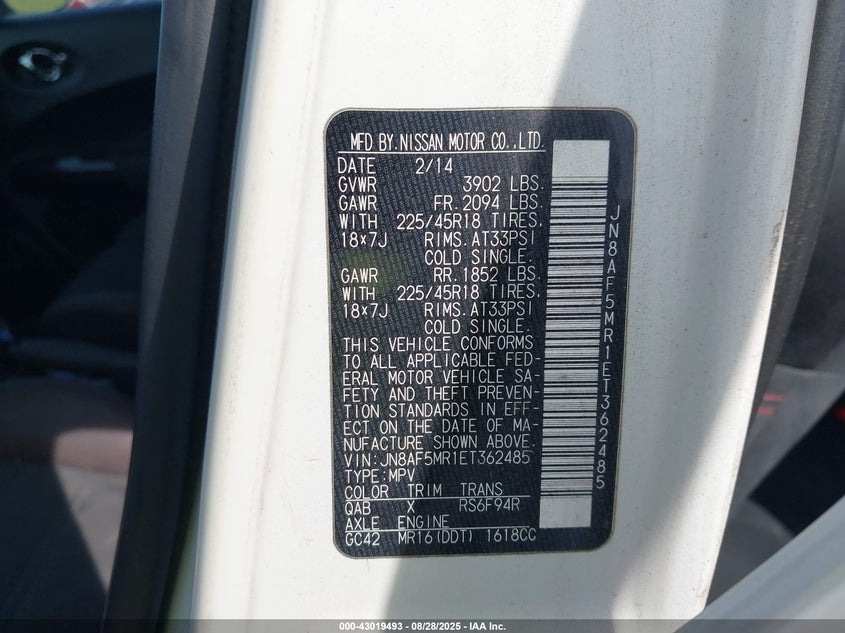 MFD BY.NISSAN MOTOR CO.,LTD.
DATE 2/14
GVWR 3902 LBS.
GAWR FR. 2094 LBS.
WITH 225/45R18 TIRES,
18×7J RIMS. AT33PSI
COLD SINGLE.
GAWR RR. 1852 LBS.
WITH 225/45R18 TIRES,
18×7J RIMS. AT33PSI
COLD SINGLE.
THIS VEHICLE CONFORMS
TO ALL APPLICABLE FED-
ERAL MOTOR VEHICLE SA-
FETY AND THEFT PREVEN-
TION STANDARDS IN EFF-
ECT ON THE DATE OF MA-
NUFACTURE SHOWN ABOVE.
VIN:JN8AF5MR1ET362485
TYPE:MPV
COLOR TRIM TRANS
QAB X RS6F94R
AXLE ENGINE
GC42 MR16(DDT) 1618CC
JN8AF5MR1ET362485
000-43019493 - 08/28/2025 - IAA Inc.